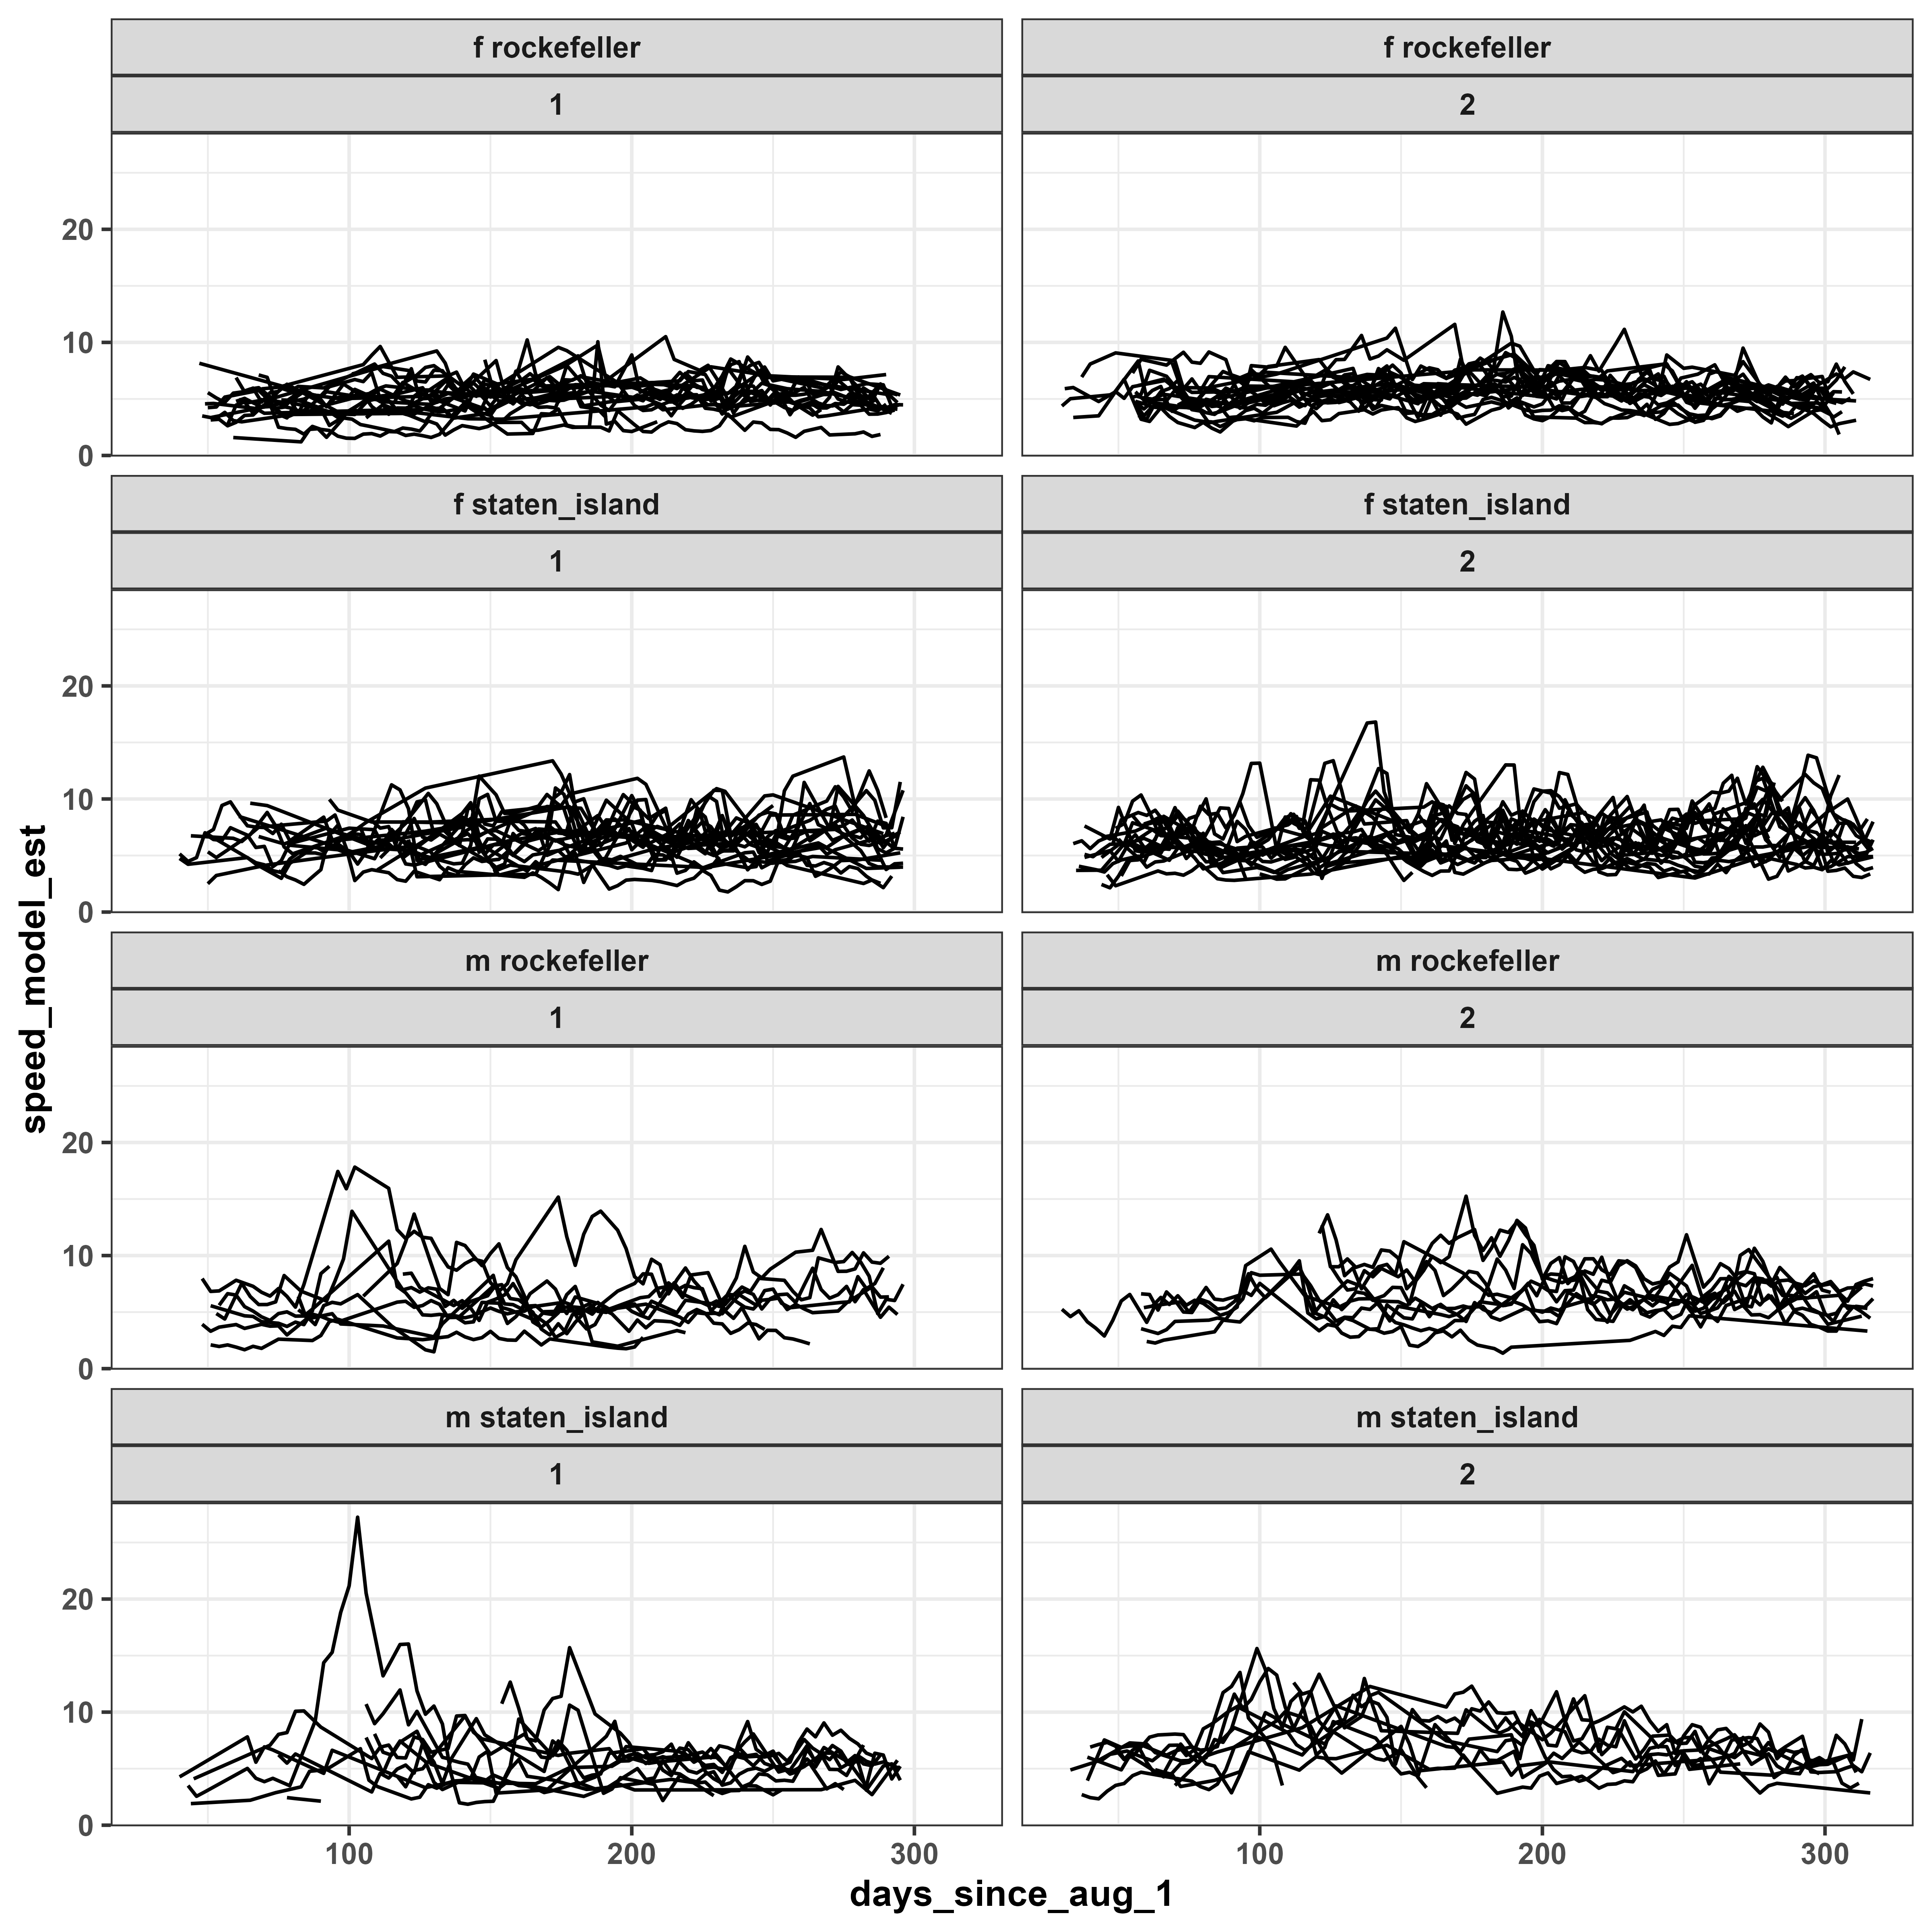 f rockefeller
f rockefeller
1
2
20
10
0
f staten_island
f staten_island
1
2
20
10
0
m rockefeller
m rockefeller
1
2
20
10
0
m staten_island
m staten_island
1
2
20
10
0
100
200
300
100
200
300
days_since_aug_1
speed_model_est